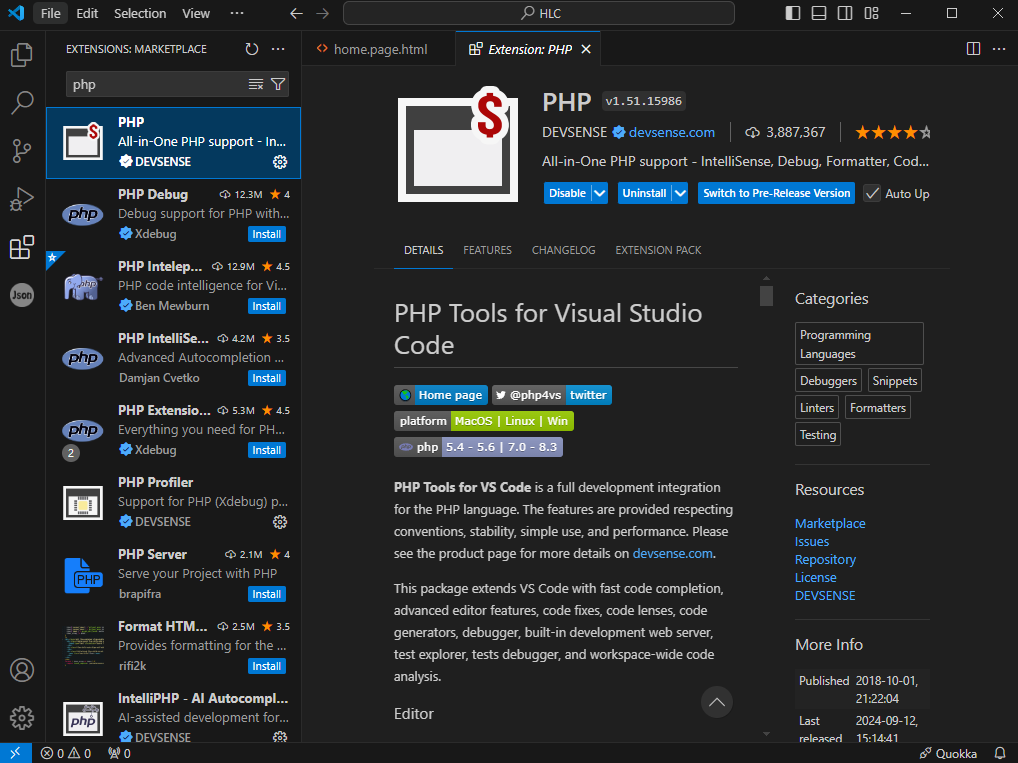 File Edit Selection View ··· HLC
EXTENSIONS: MARKETPLACE
php
PHP
All-in-One PHP support - In...
DEVSENSE
PHP Debug 12.3M 4
Debug support for PHP with...
Xdebug Install
PHP Intelep... 12.9M 4.5
PHP code intelligence for Vi...
Ben Mewburn Install
PHP IntelliSe... 4.2M 3.5
Advanced Autocompletion ...
Damjan Cvetko Install
PHP Extensio... 5.3M 4.5
Everything you need for PH...
2 Xdebug Install
PHP Profiler
Support for PHP (Xdebug) p...
DEVSENSE
PHP Server 2.1M 4
Serve your Project with PHP
brapifra Install
Format HTM... 2.5M 3.5
Provides formatting for the ...
rifi2k Install
IntelliPHP - AI Autocompl...
AI-assisted development for...
DEVSENSE
php
php
php
php
PHP
php
Json
home.page.html Extension: PHP
$
$
PHP v1.51.15986
DEVSENSE devsense.com 3,887,367
All-in-One PHP support - IntelliSense, Debug, Formatter, Cod...
Disable Uninstall Switch to Pre-Release Version Auto Up
DETAILS FEATURES CHANGELOG EXTENSION PACK
PHP Tools for Visual Studio
Code
Home page @php4vs twitter
platform MacOS | Linux | Win
php 5.4 - 5.6 | 7.0 - 8.3
PHP Tools for VS Code is a full development integration
for the PHP language. The features are provided respecting
conventions, stability, simple use, and performance. Please
see the product page for more details on devsense.com.
This package extends VS Code with fast code completion,
advanced editor features, code fixes, code lenses, code
generators, debugger, built-in development web server,
test explorer, tests debugger, and workspace-wide code
analysis.
Editor
Categories
Programming
Languages
Debuggers Snippets
Linters Formatters
Testing
Resources
Marketplace
Issues
Repository
License
DEVSENSE
More Info
Published 2018-10-01,
21:22:04
Last 2024-09-12,
released 15:14:41
0 0 0 Quokka